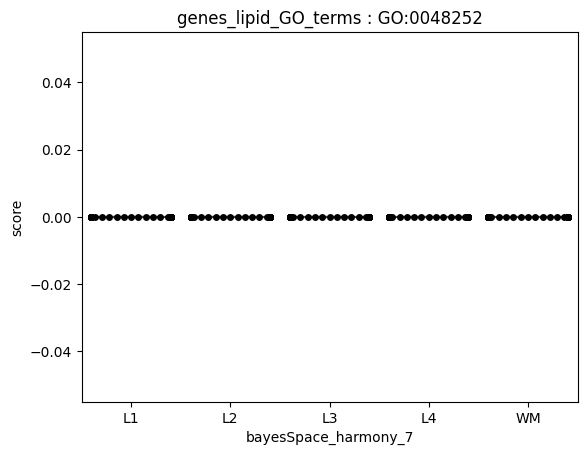 genes_lipid_GO_terms : GO:0048252
0.04
0.02
0.00
−0.02
−0.04
score
L1 L2 L3 L4 WM
bayesSpace_harmony_7